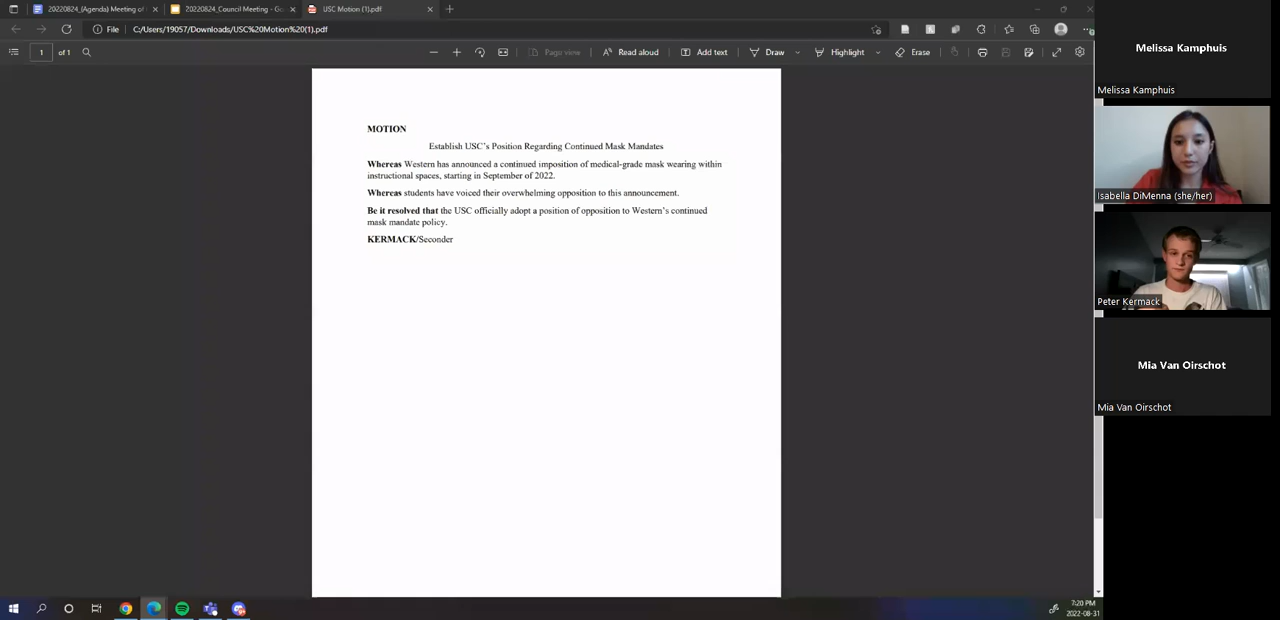 20220824_(Agenda) Meeting of
20220824_Council Meeting - Go
USC Motion (1).pdf
File
C:/Users/19057/Downloads/USC%20Motion%20(1).pdf
1 of 1
Page view
Read aloud
Add text
Draw
Highlight
Erase
MOTION
Establish USC's Position Regarding Continued Mask Mandates
Whereas Western has announced a continued imposition of medical-grade mask wearing within
instructional spaces, starting in September of 2022.
Whereas students have voiced their overwhelming opposition to this announcement.
Be it resolved that the USC officially adopt a position of opposition to Western's continued
mask mandate policy.
KERMACK/Seconder
Melissa Kamphuis
Melissa Kamphuis
Isabella DiMenna (she/her)
Peter Kermack
Mia Van Oirschot
Mia Van Oirschot
7:20 PM
2022-08-31